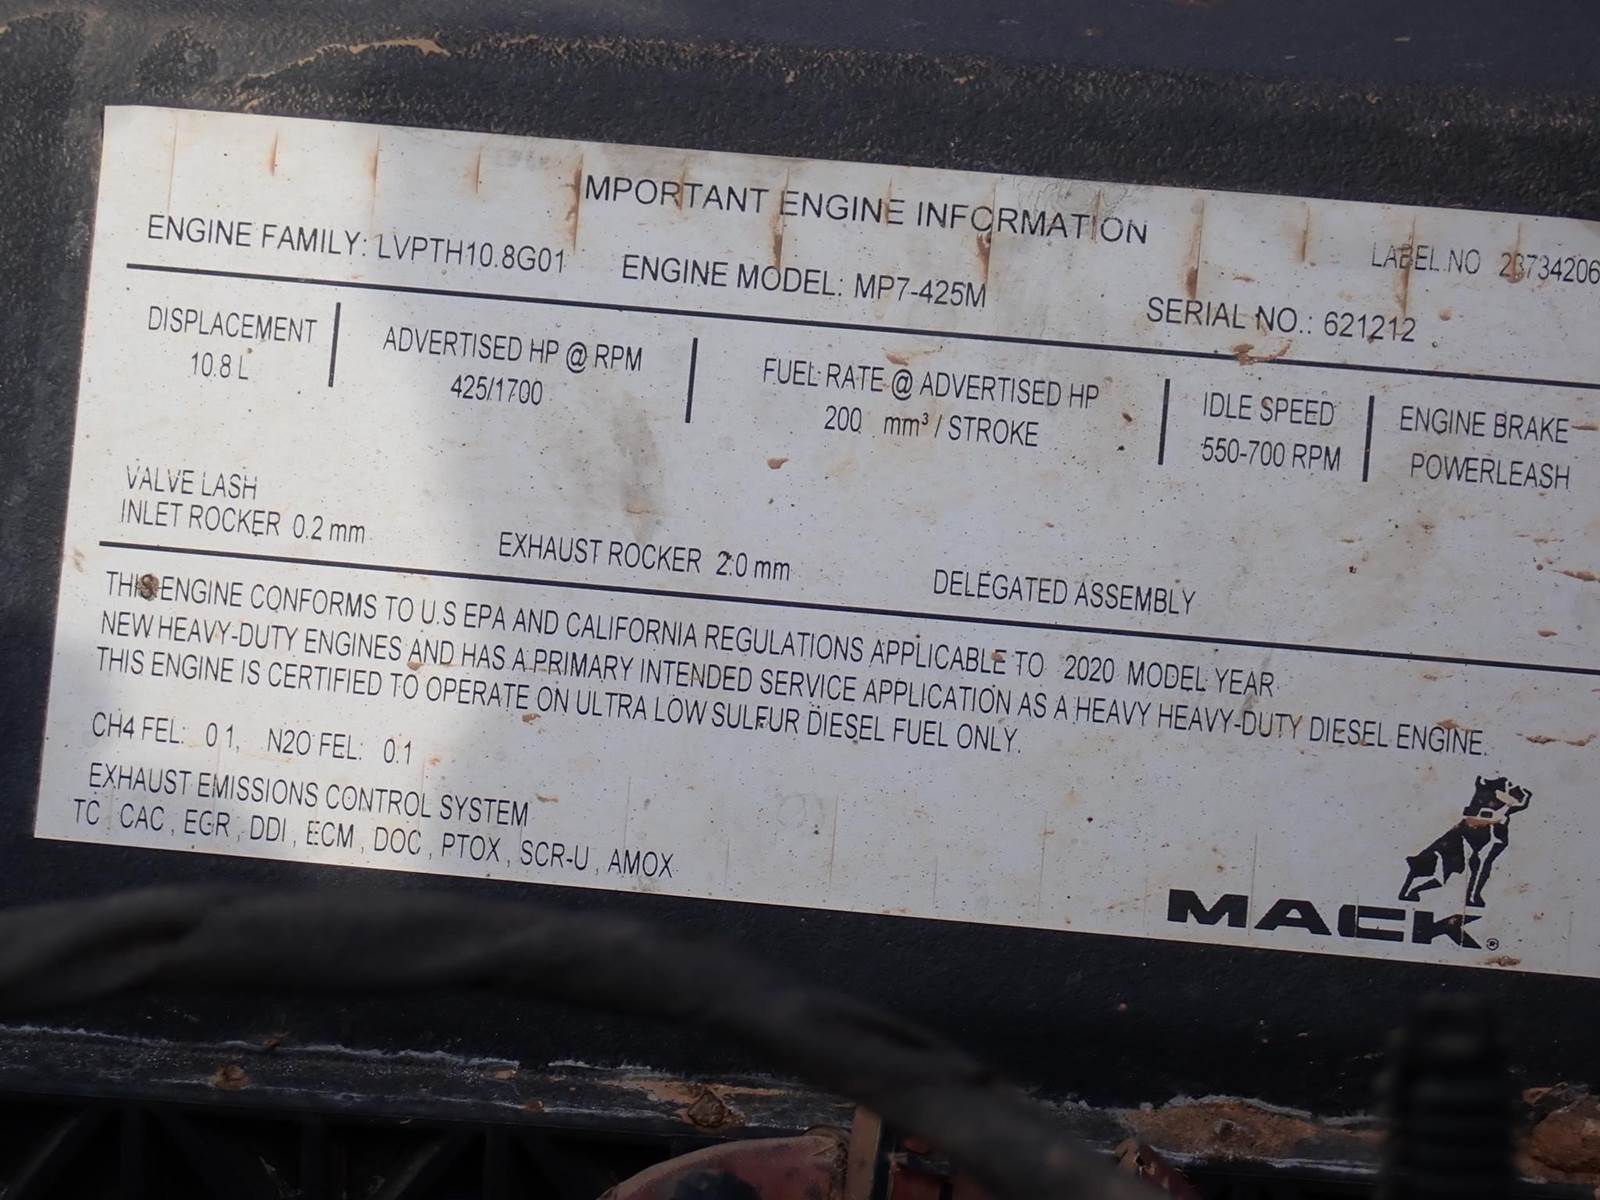 MPORTANT ENGINE INFORMATION
LABEL NO 23734206
ENGINE FAMILY: LVPTH10.8G01 ENGINE MODEL: MP7-425M SERIAL NO.: 621212
DISPLACEMENT ADVERTISED HP @ RPM FUEL RATE @ ADVERTISED HP IDLE SPEED ENGINE BRAKE
10.8 L 425/1700 200 mm³ / STROKE 550-700 RPM POWERLEASH
VALVE LASH
INLET ROCKER 0.2 mm EXHAUST ROCKER 2.0 mm DELEGATED ASSEMBLY
THIS ENGINE CONFORMS TO U.S EPA AND CALIFORNIA REGULATIONS APPLICABLE TO 2020 MODEL YEAR
NEW HEAVY-DUTY ENGINES AND HAS A PRIMARY INTENDED SERVICE APPLICATION AS A HEAVY HEAVY-DUTY DIESEL ENGINE.
THIS ENGINE IS CERTIFIED TO OPERATE ON ULTRA LOW SULFUR DIESEL FUEL ONLY.
CH4 FEL: 0.1, N2O FEL: 0.1
EXHAUST EMISSIONS CONTROL SYSTEM
TC , CAC , EGR , DDI , ECM , DOC , PTOX , SCR-U , AMOX
MACK®